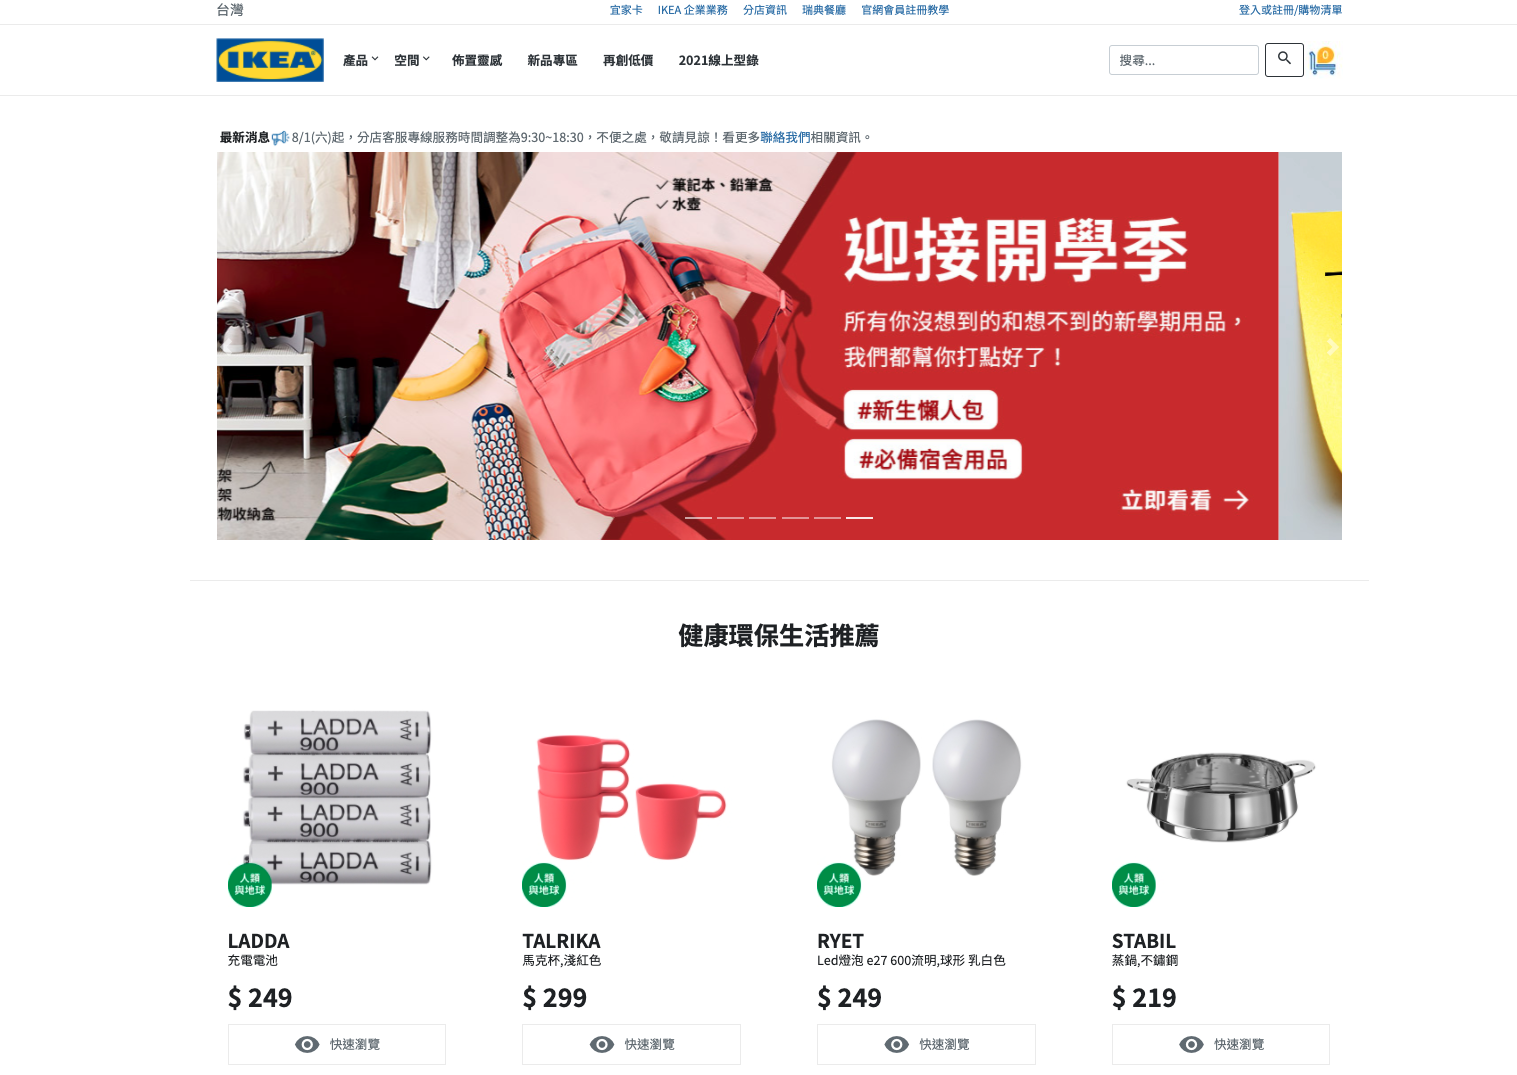 台灣
宜家卡 IKEA 企業業務 分店資訊 瑞典餐廳 官網會員註冊教學
登入或註冊/購物清單
IKEA
產品 空間 佈置靈感 新品專區 再創低價 2021線上型錄
搜尋...
0
最新消息 8/1(六)起，分店客服專線服務時間調整為9:30~18:30，不便之處，敬請見諒！看更多聯絡我們相關資訊。
筆記本、鉛筆盒
水壺
迎接開學季
所有你沒想到的和想不到的新學期用品，
我們都幫你打點好了！
#新生懶人包
#必備宿舍用品
立即看看
架
架
物收納盒
健康環保生活推薦
LADDA
900
AAA
LADDA
900
AAA
LADDA
900
AAA
LADDA
900
AAA
人類
與地球
人類
與地球
人類
與地球
人類
與地球
LADDA
充電電池
$ 249
快速瀏覽
TALRIKA
馬克杯,淺紅色
$ 299
快速瀏覽
RYET
Led燈泡 e27 600流明,球形 乳白色
$ 249
快速瀏覽
STABIL
蒸鍋,不鏽鋼
$ 219
快速瀏覽